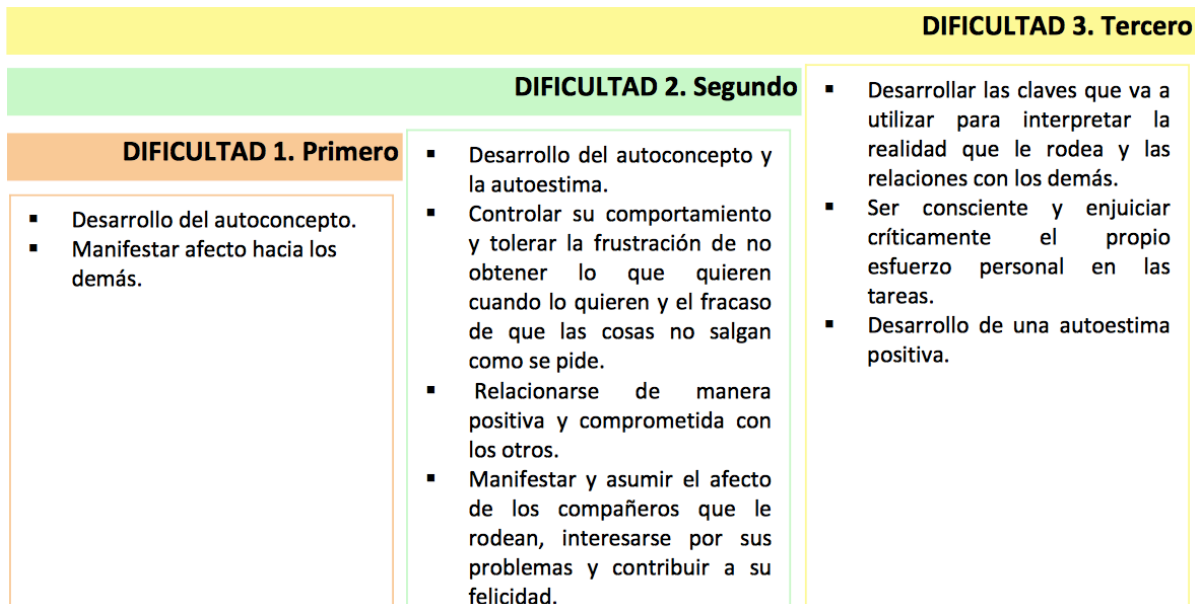 DIFICULTAD 3. Tercero
DIFICULTAD 2. Segundo
DIFICULTAD 1. Primero
▪ Desarrollo del autoconcepto.
▪ Manifestar afecto hacia los
demás.
▪ Desarrollo del autoconcepto y
la autoestima.
▪ Controlar su comportamiento
y tolerar la frustración de no
obtener lo que quieren
cuando lo quieren y el fracaso
de que las cosas no salgan
como se pide.
▪ Relacionarse de manera
positiva y comprometida con
los otros.
▪ Manifestar y asumir el afecto
de los compañeros que le
rodean, interesarse por sus
problemas y contribuir a su
felicidad.
▪ Desarrollar las claves que va a
utilizar para interpretar la
realidad que le rodea y las
relaciones con los demás.
▪ Ser consciente y enjuiciar
críticamente el propio
esfuerzo personal en las
tareas.
▪ Desarrollo de una autoestima
positiva.